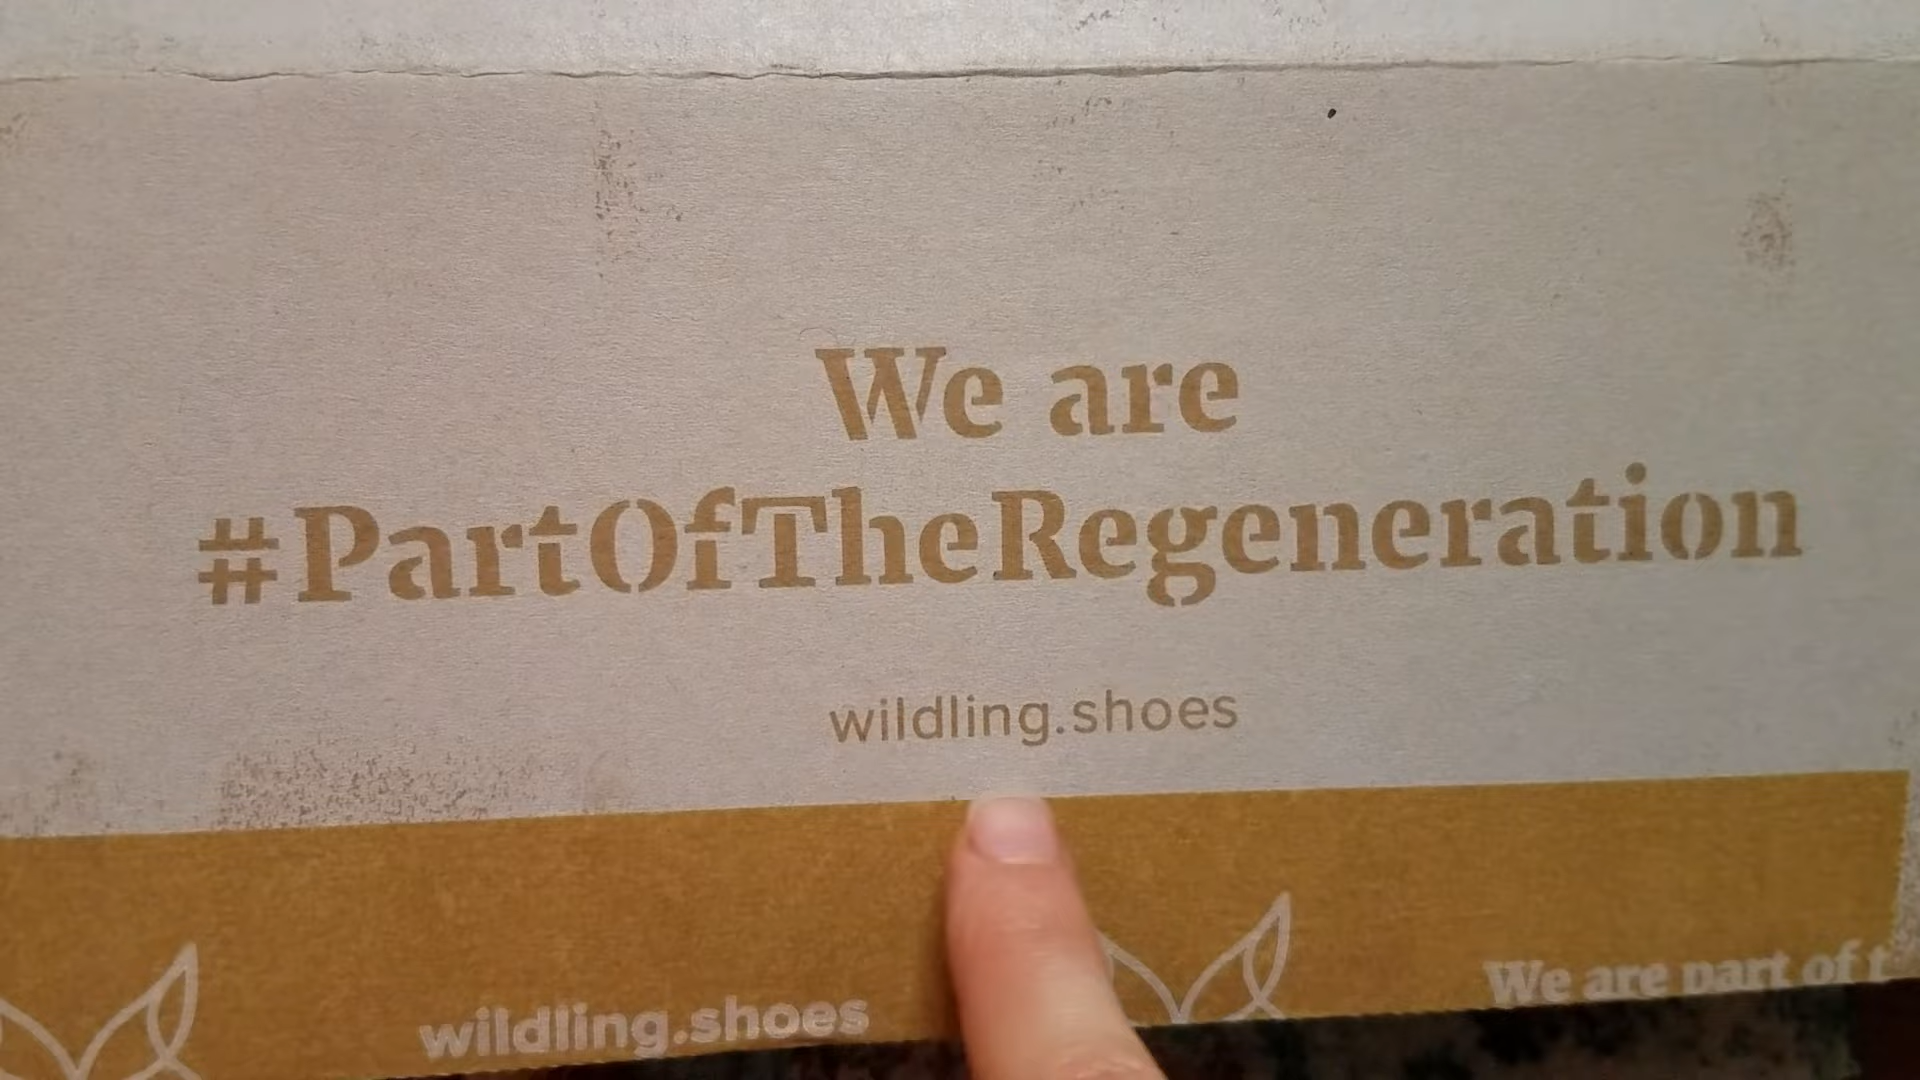 We are
#PartOfTheRegeneration
wildling.shoes
wildling.shoes
We are part of t